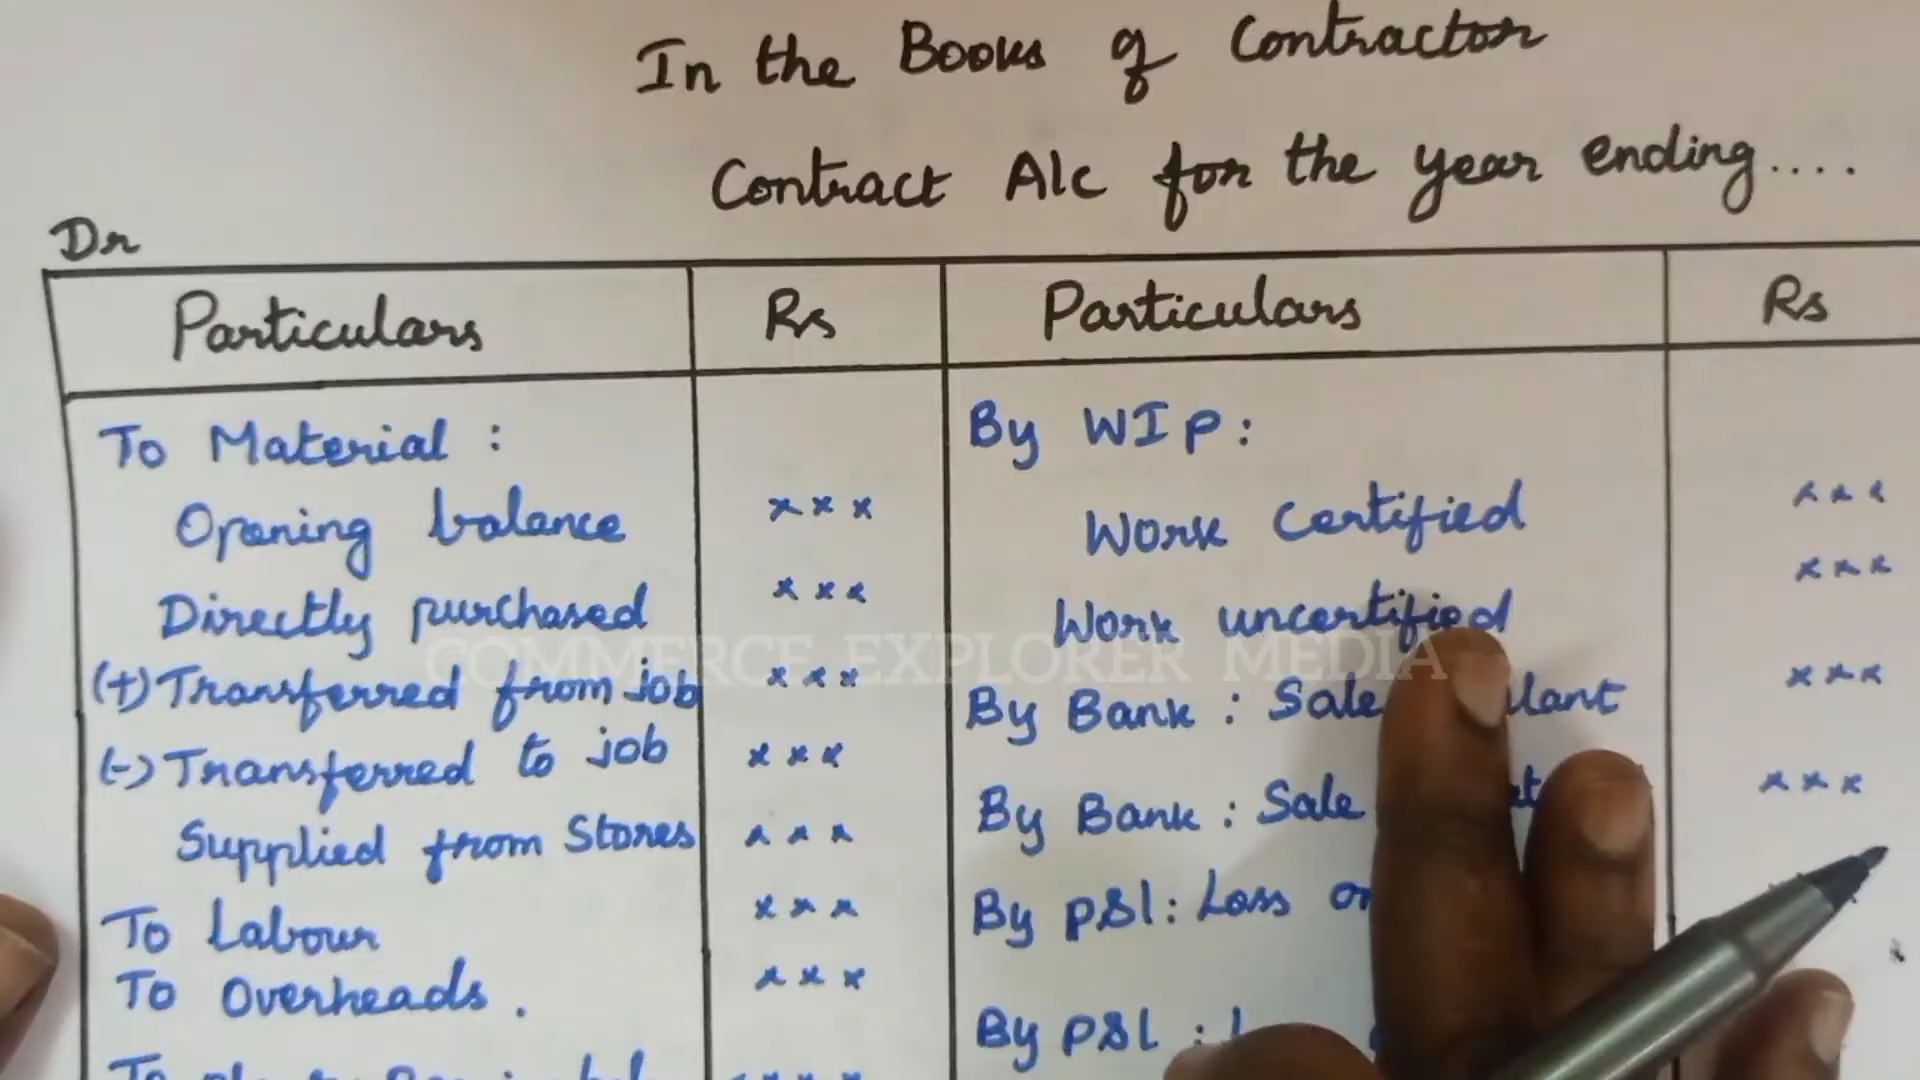 In the Books of Contractor
Contract A/c for the year ending....
Dr
Particulars Rs Particulars Rs
To Material :
Opening balance xxx
Directly purchased xxx
(+) Transferred from job xxx
(-) Transferred to job xxx
Supplied from Stores xxx
To Labour xxx
To Overheads . xxx
To
By WIP :
Work Certified xxx
Work uncertified xxx
By Bank : Sale xxx
By Bank : Sale xxx
By P&l : Loss
By P&l :
COMMERCE EXPLORER MEDIA